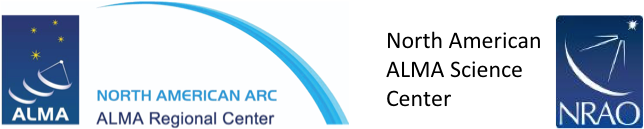 ALMA
NORTH AMERICAN ARC
ALMA Regional Center
North American
ALMA Science
Center
NRAO